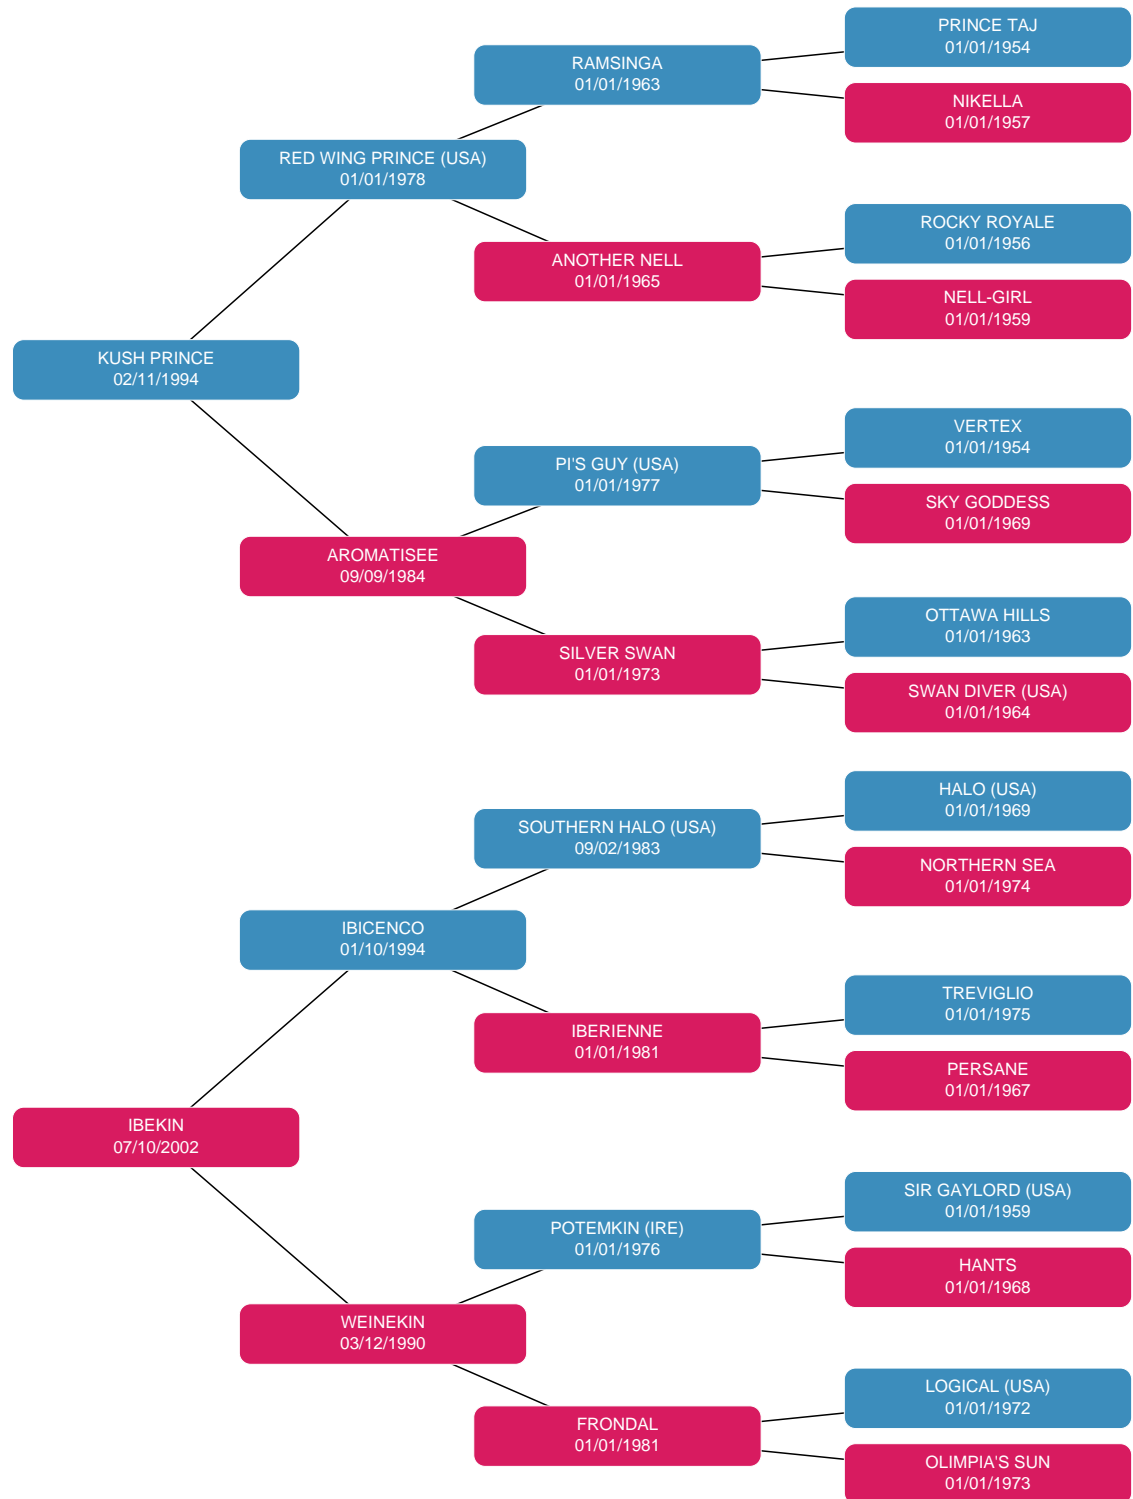 PRINCE TAJ
01/01/1954
RAMSINGA
01/01/1963
NIKELLA
01/01/1957
RED WING PRINCE (USA)
01/01/1978
ROCKY ROYALE
01/01/1956
ANOTHER NELL
01/01/1965
NELL-GIRL
01/01/1959
KUSH PRINCE
02/11/1994
VERTEX
01/01/1954
PI'S GUY (USA)
01/01/1977
SKY GODDESS
01/01/1969
AROMATISEE
09/09/1984
OTTAWA HILLS
01/01/1963
SILVER SWAN
01/01/1973
SWAN DIVER (USA)
01/01/1964
HALO (USA)
01/01/1969
SOUTHERN HALO (USA)
09/02/1983
NORTHERN SEA
01/01/1974
IBICENCO
01/10/1994
TREVIGLIO
01/01/1975
IBERIENNE
01/01/1981
PERSANE
01/01/1967
IBEKIN
07/10/2002
SIR GAYLORD (USA)
01/01/1959
POTEMKIN (IRE)
01/01/1976
HANTS
01/01/1968
WEINEKIN
03/12/1990
LOGICAL (USA)
01/01/1972
FRONDAL
01/01/1981
OLIMPIA'S SUN
01/01/1973